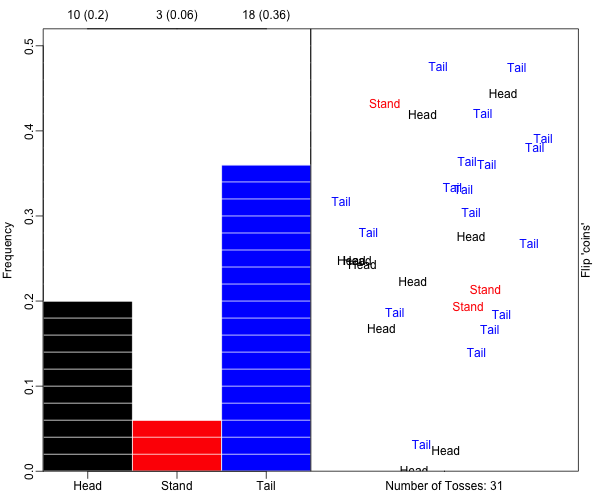 10 (0.2) 3 (0.06) 18 (0.36)
Frequency
0.5
0.4
0.3
0.2
0.1
0.0
Head Stand Tail
Tail Tail
Head
Stand
Head Tail
Tail
Tail
Tail Tail
Tail Tail
Tail
Tail
Tail
Head
Tail
Head Head
Head
Head
Stand
Stand
Tail Tail
Head Tail
Tail
Tail Head
Head
Number of Tosses: 31
Flip 'coins'